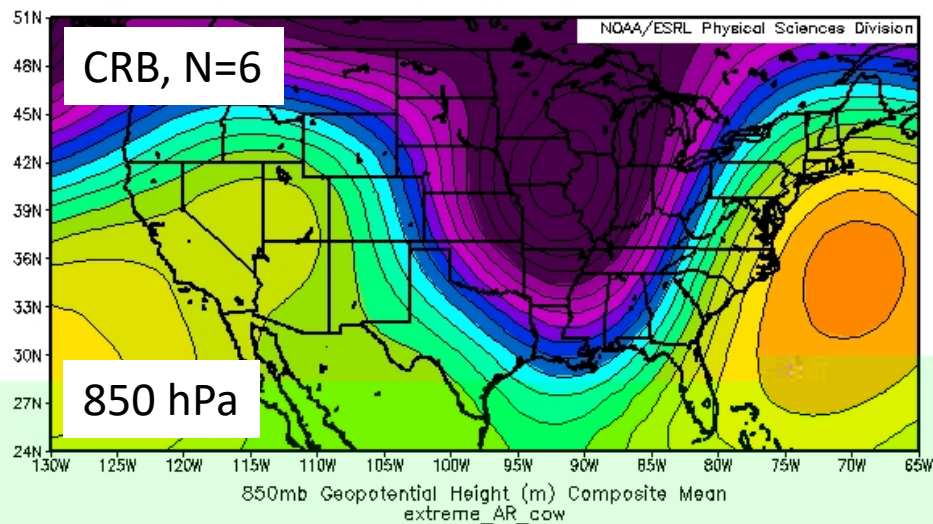 NOAA/ESRL Physical Sciences Division
CRB, N=6
850 hPa
51N
48N
45N
42N
39N
36N
33N
30N
27N
24N
130W 125W 120W 115W 110W 105W 100W 95W 90W 85W 80W 75W 70W 65W
850mb Geopotential Height (m) Composite Mean
extreme_AR_cow